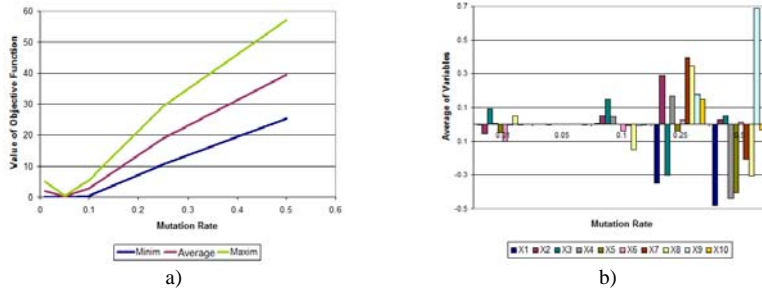 60
50
40
30
20
10
0
0
0.1
0.2
0.3
0.4
0.5
0.6
Value of Objective Function
Mutation Rate
Minim
Average
Maxim
a)
0.7
0.5
0.3
0.1
-0.1
-0.3
-0.5
0.05
0.1
0.25
Average of Variables
Mutation Rate
X1
X2
X3
X4
X5
X6
X7
X8
X9
X10
b)